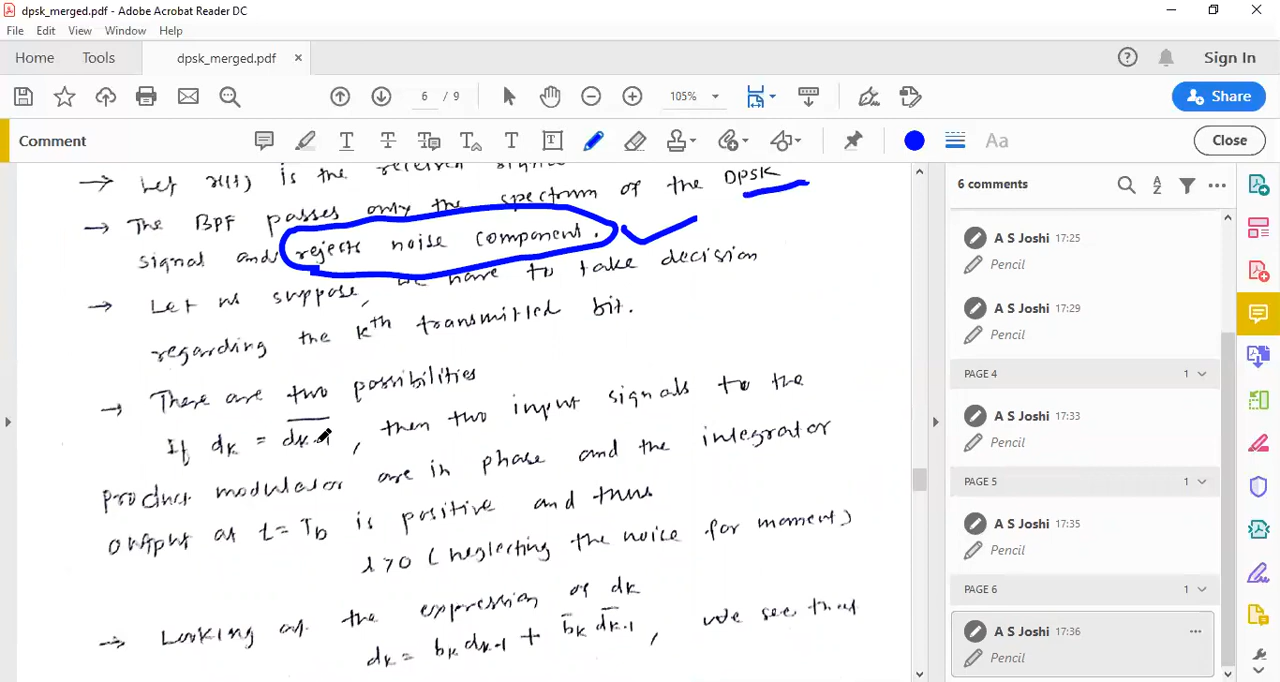 dpsk_merged.pdf - Adobe Acrobat Reader DC
File Edit View Window Help
Home Tools dpsk_merged.pdf × Sign In
6 / 9 105% Share
Comment Close
→ Let x(t) is the received signal
→ The BPF passes only the spectrum of the DPSK
signal and rejects noise component.
→ Let us suppose, we have to take decision
regarding the kth transmitted bit.
→ There are two possibilities
If dk = dk-1, then two input signals to the
product modulator are in phase and the integrator
output at t = Tb is positive and thus
λ>0 (neglecting the noise for moment)
→ Looking at the expression of dk
dk = bk dk-1 + b̄k d̄k-1, we see that
6 comments
A S Joshi 17:25
Pencil
A S Joshi 17:29
Pencil
PAGE 4 1
A S Joshi 17:33
Pencil
PAGE 5 1
A S Joshi 17:35
Pencil
PAGE 6 1
A S Joshi 17:36
Pencil